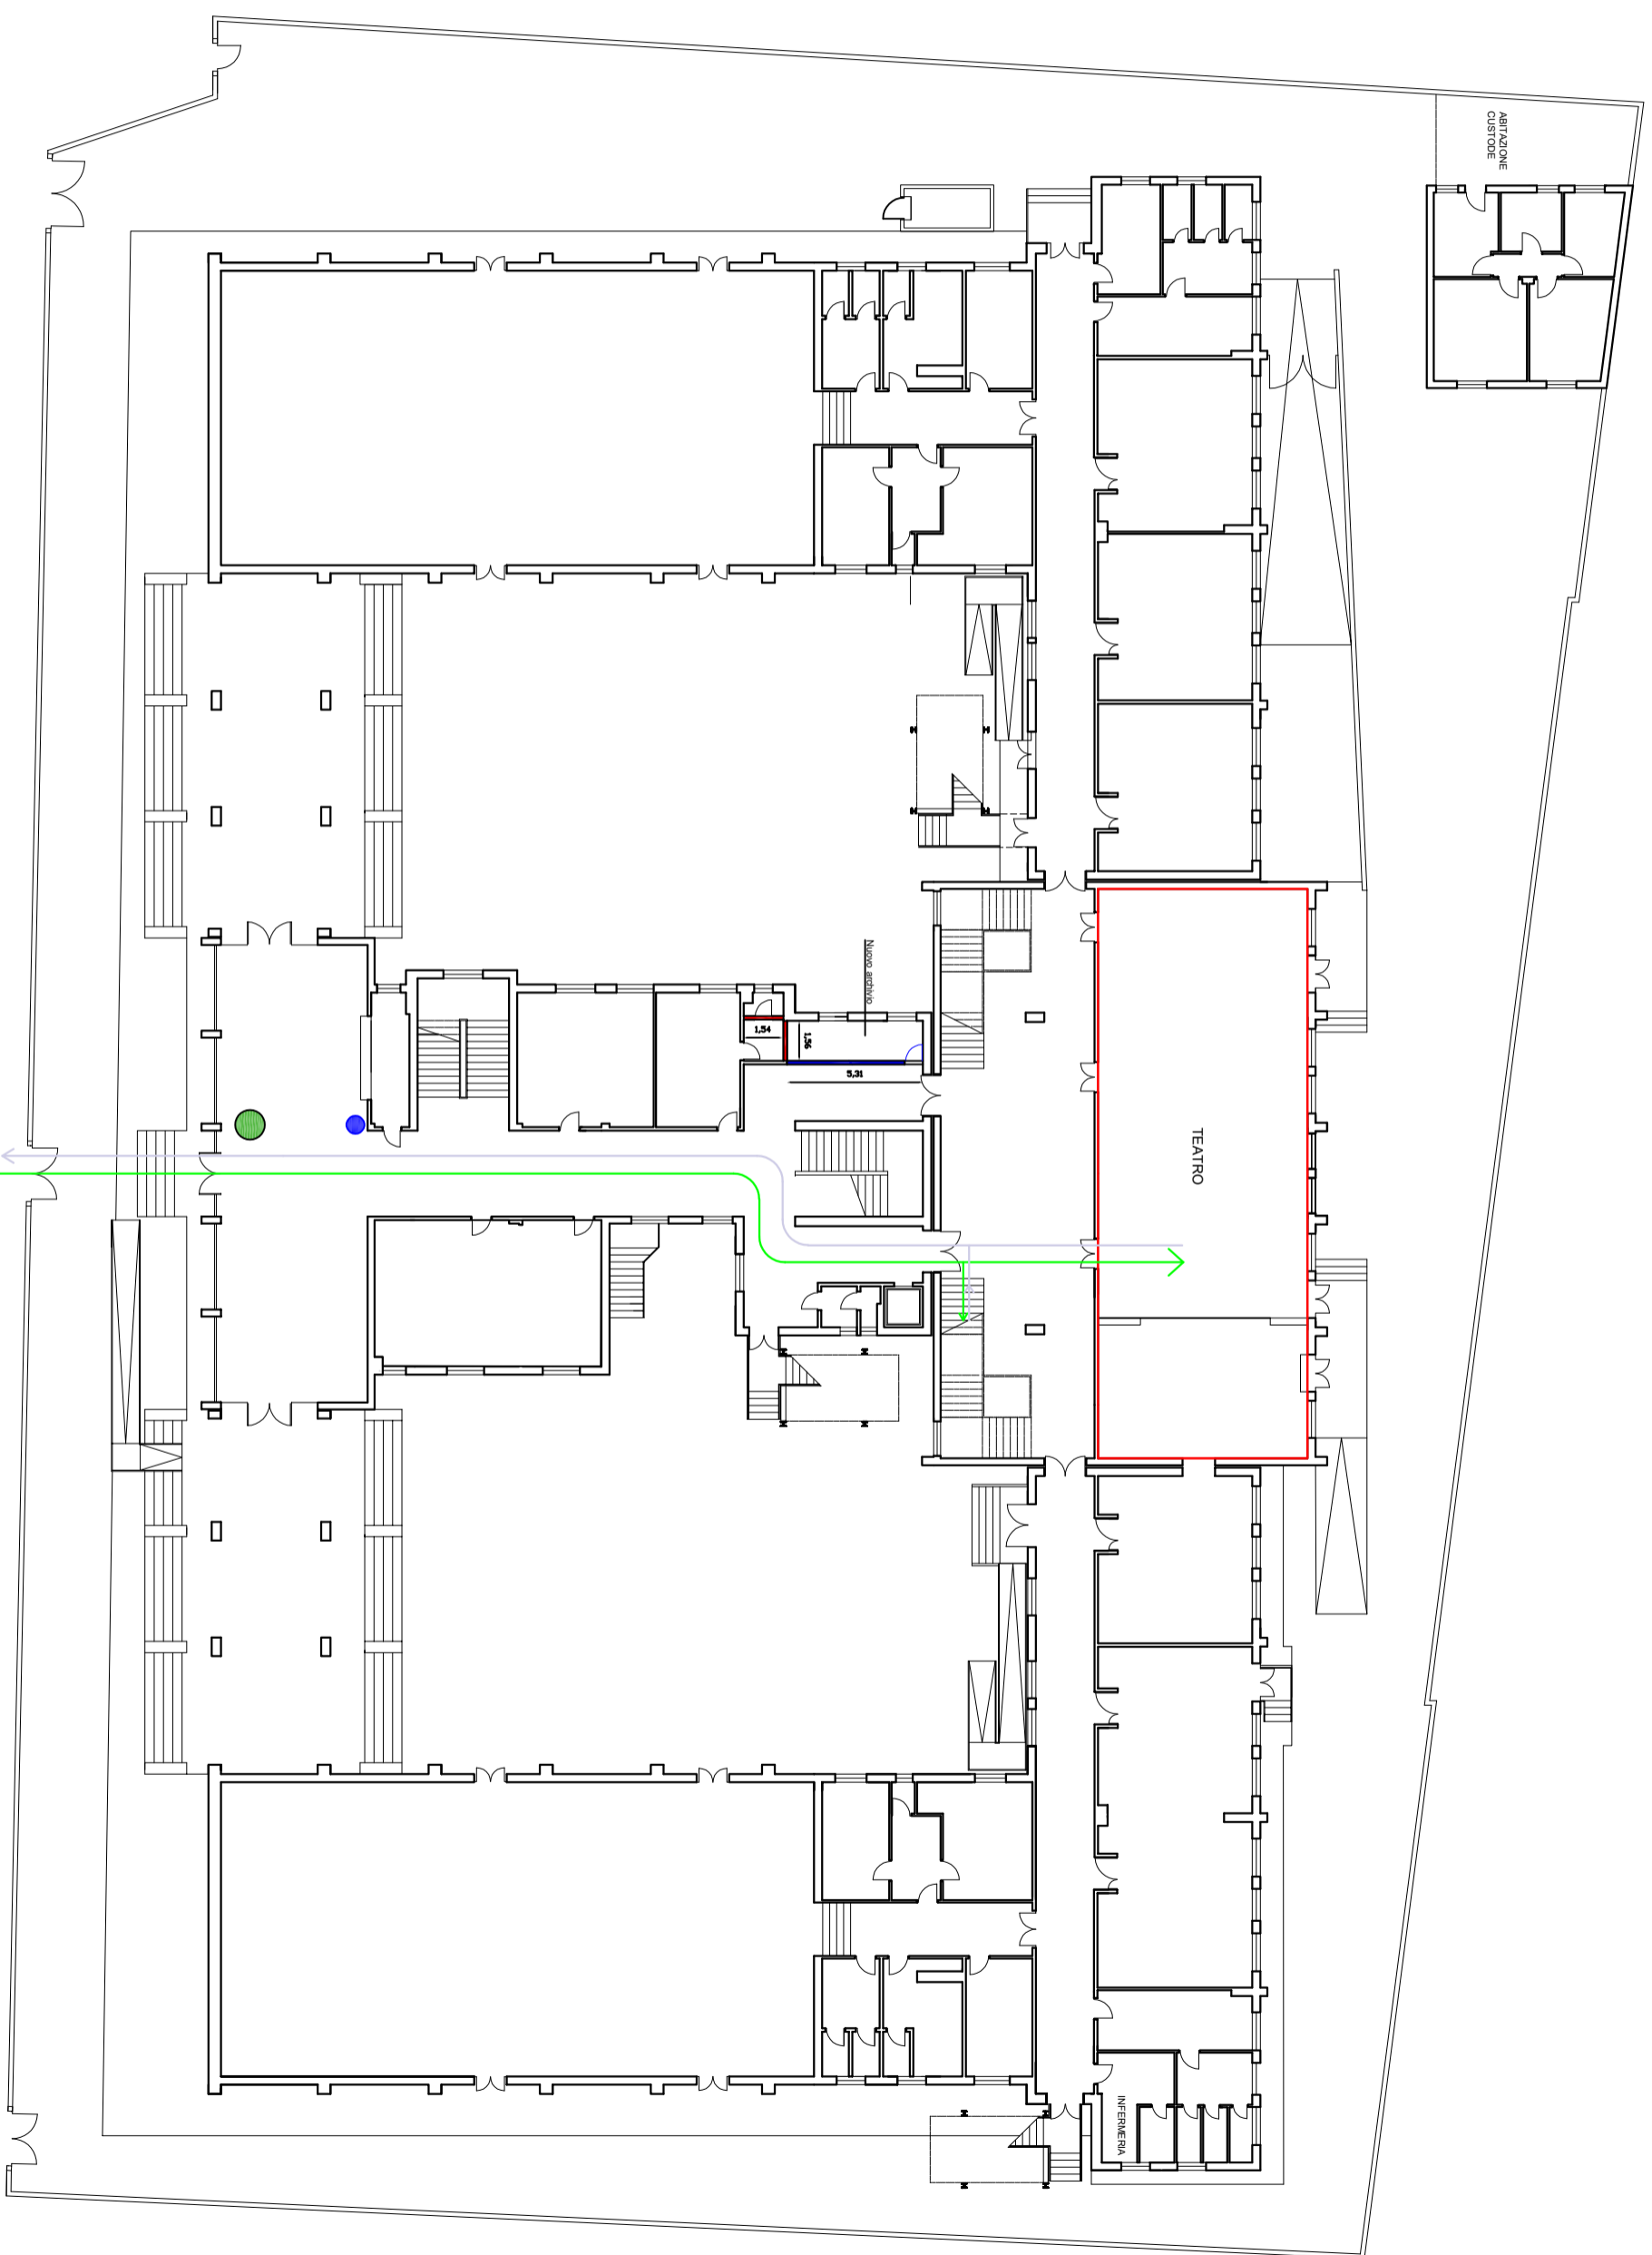 ABITAZIONE
CUSTODE
Nuovo archivio
1,54
1,56
5,31
TEATRO
INFERMERIA